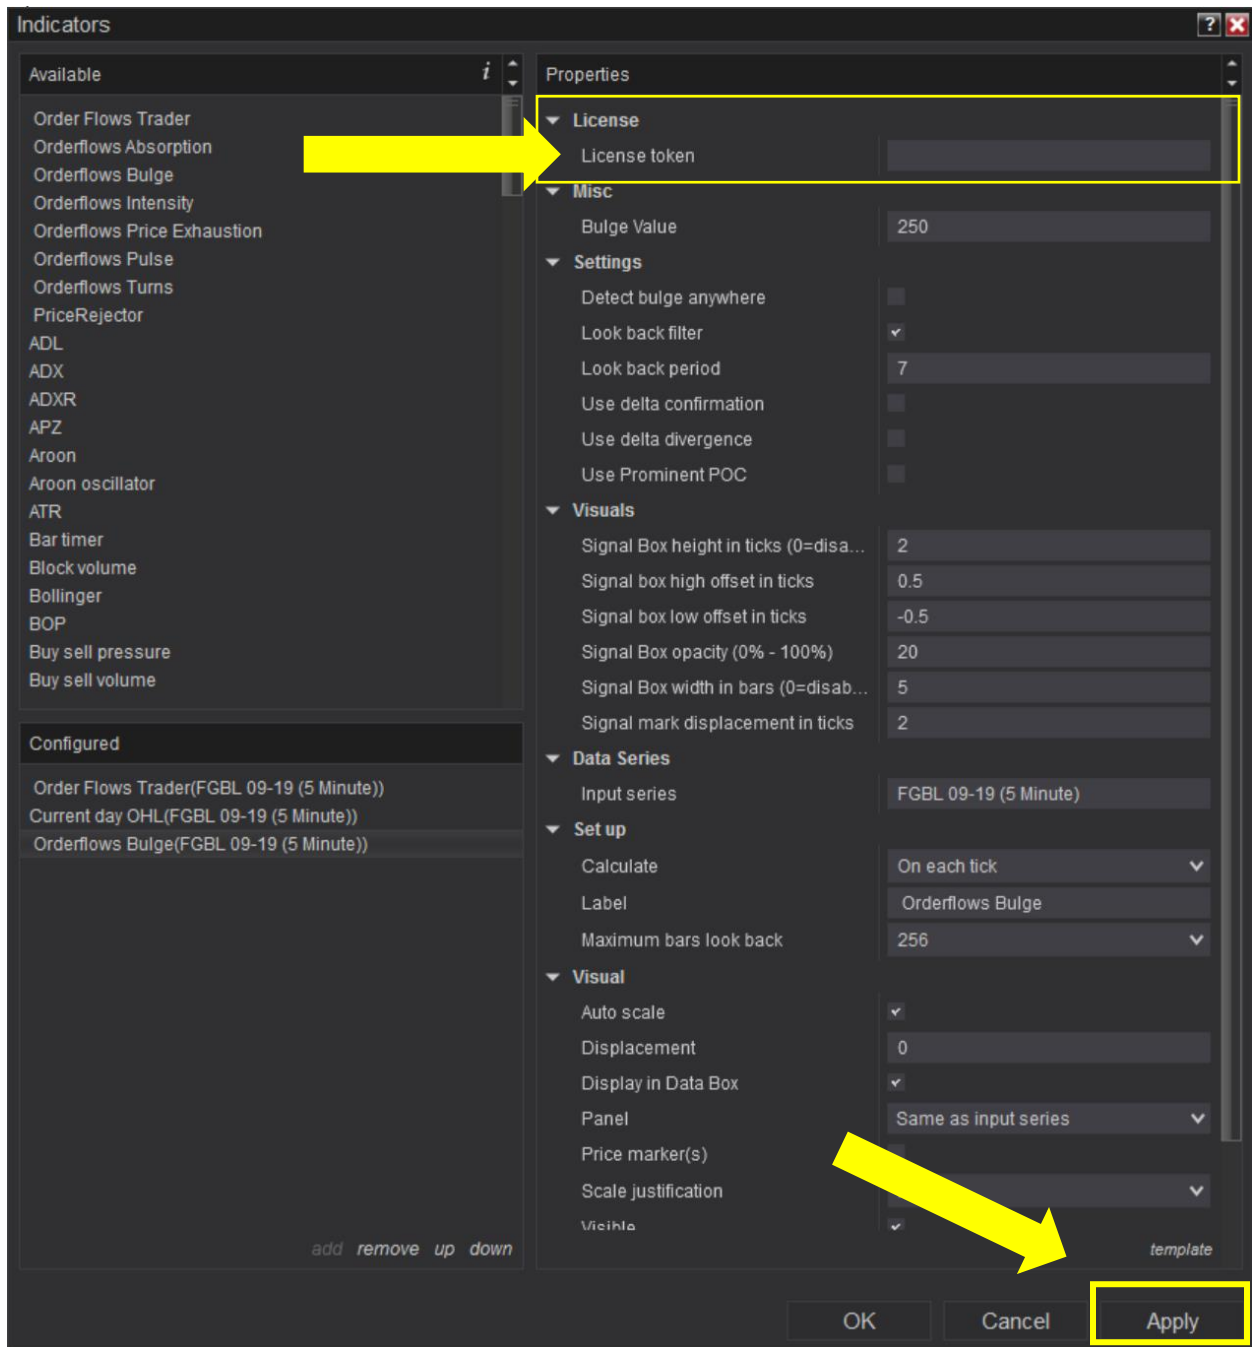 Indicators
?
Available
i
Order Flows Trader
Orderflows Absorption
Orderflows Bulge
Orderflows Intensity
Orderflows Price Exhaustion
Orderflows Pulse
Orderflows Turns
PriceRejector
ADL
ADX
ADXR
APZ
Aroon
Aroon oscillator
ATR
Bar timer
Block volume
Bollinger
BOP
Buy sell pressure
Buy sell volume
Configured
Order Flows Trader(FGBL 09-19 (5 Minute))
Current day OHL(FGBL 09-19 (5 Minute))
Orderflows Bulge(FGBL 09-19 (5 Minute))
add remove up down
Properties
License
License token
Misc
Bulge Value 250
Settings
Detect bulge anywhere
Look back filter
Look back period 7
Use delta confirmation
Use delta divergence
Use Prominent POC
Visuals
Signal Box height in ticks (0=disa... 2
Signal box high offset in ticks 0.5
Signal box low offset in ticks -0.5
Signal Box opacity (0% - 100%) 20
Signal Box width in bars (0=disab... 5
Signal mark displacement in ticks 2
Data Series
Input series FGBL 09-19 (5 Minute)
Set up
Calculate On each tick
Label Orderflows Bulge
Maximum bars look back 256
Visual
Auto scale
Displacement 0
Display in Data Box
Panel Same as input series
Price marker(s)
Scale justification
Visible
template
OK Cancel Apply